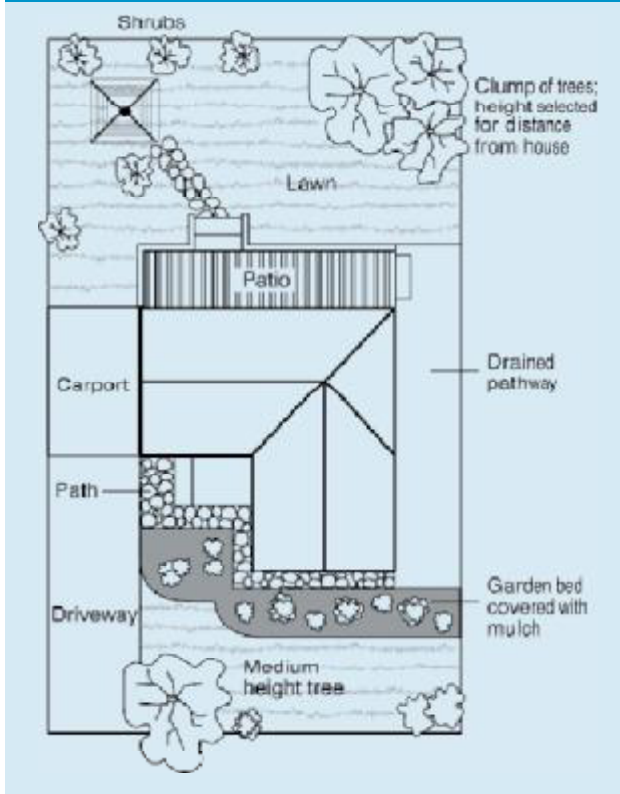 Shrubs
Clump of trees;
height selected
for distance
from house
Lawn
Patio
Drained
pathway
Carport
Path
Garden bed
covered with
mulch
Driveway
Medium
height tree